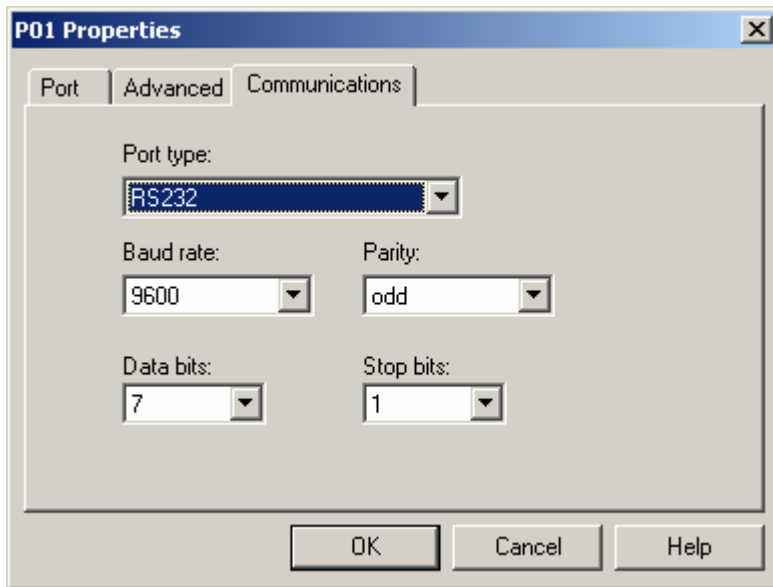 P01 Properties
Port Advanced Communications
Port type:
RS232
Baud rate: Parity:
9600 odd
Data bits: Stop bits:
7 1
OK Cancel Help